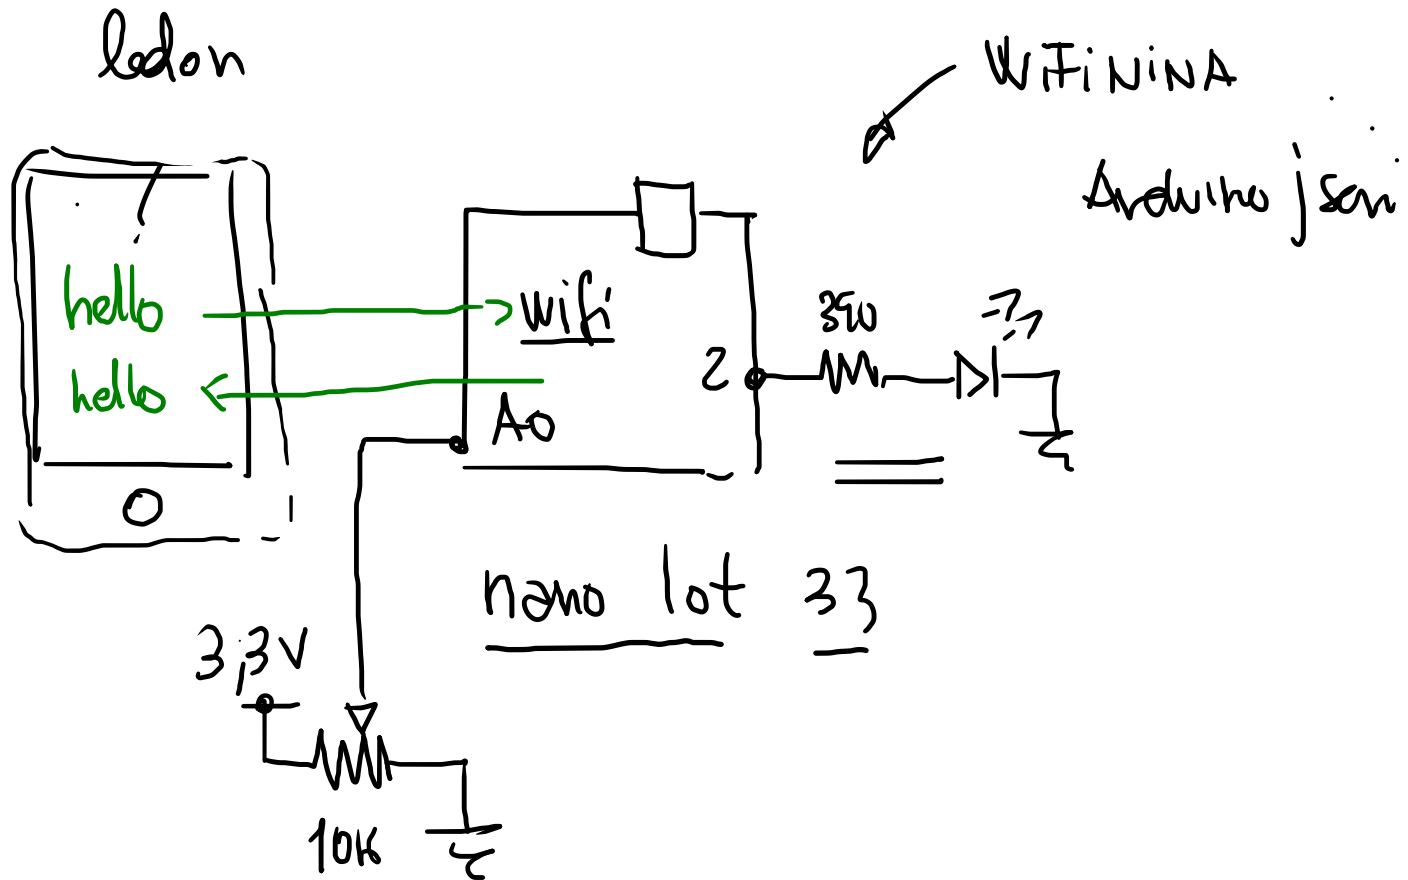 ledon
WiFiNiNA
Arduino json
hello
wifi
390
2
hello
A0
nano Iot 33
3,3V
10K